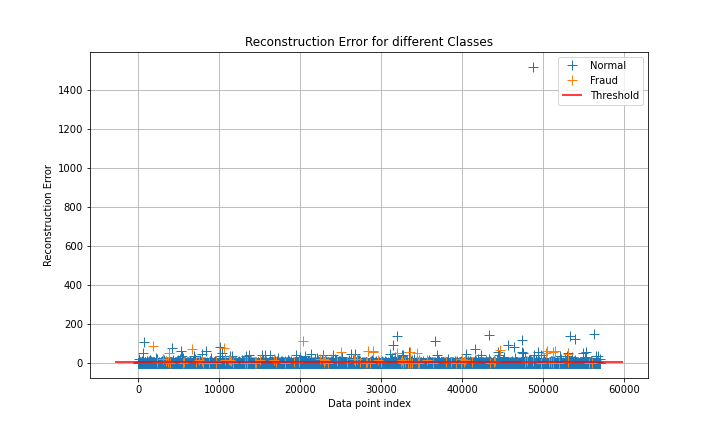 Reconstruction Error for different Classes
Normal
Fraud
Threshold
Reconstruction Error
1400
1200
1000
800
600
400
200
0
0
10000
20000
30000
40000
50000
60000
Data point index